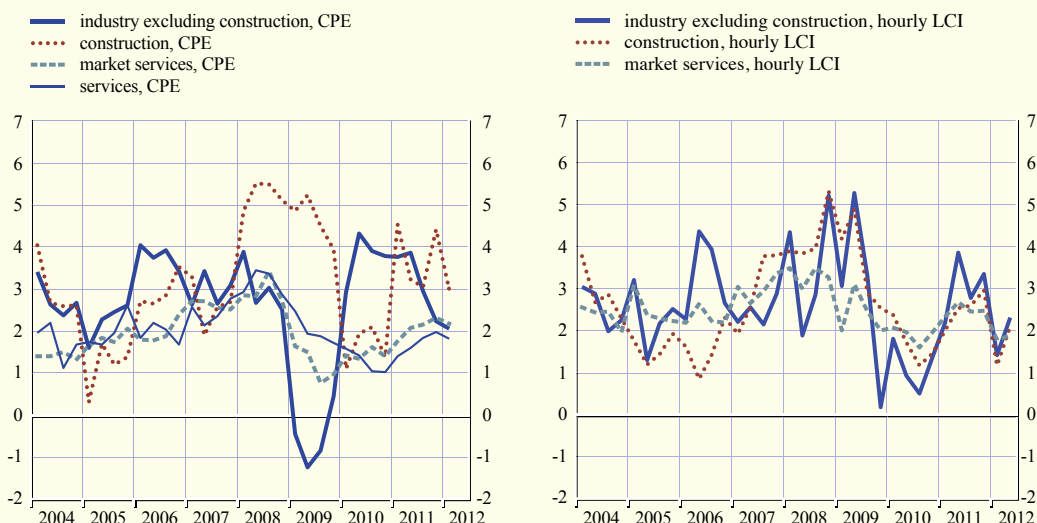 industry excluding construction, CPE
construction, CPE
market services, CPE
services, CPE
industry excluding construction, hourly LCI
construction, hourly LCI
market services, hourly LCI
7 7
6 6
5 5
4 4
3 3
2 2
1 1
0 0
-1 -1
-2 -2
2004 2005 2006 2007 2008 2009 2010 2011 2012
7 7
6 6
5 5
4 4
3 3
2 2
1 1
0 0
-1 -1
-2 -2
2004 2005 2006 2007 2008 2009 2010 2011 2012